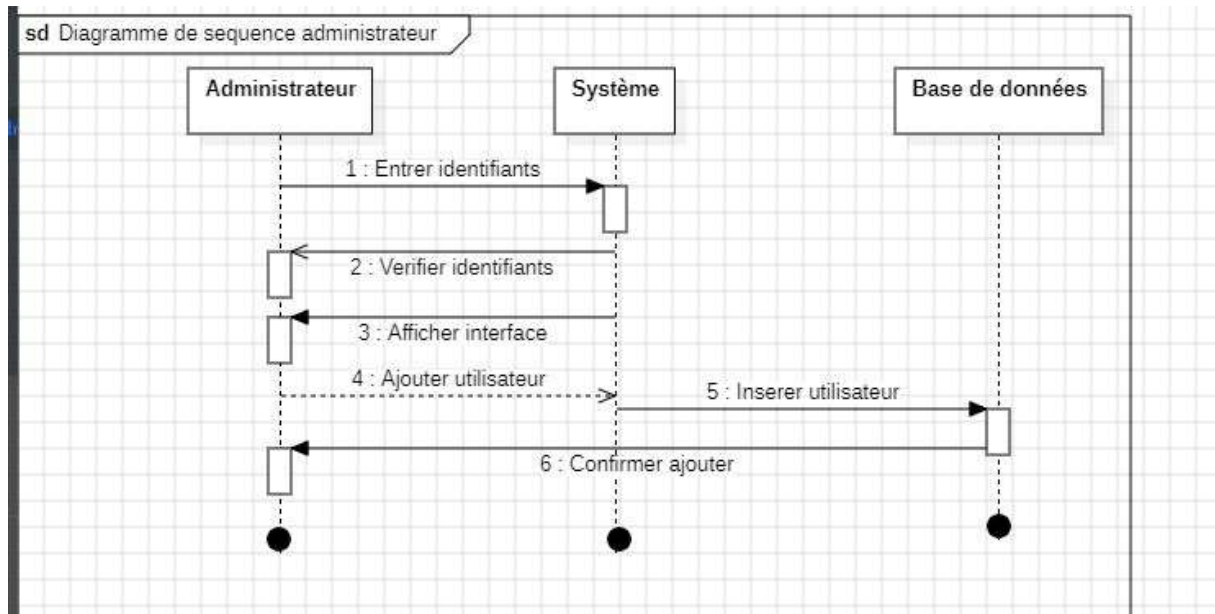 sd Diagramme de sequence administrateur
Administrateur
Système
Base de données
1 : Entrer identifiants
2 : Verifier identifiants
3 : Afficher interface
4 : Ajouter utilisateur
5 : Inserer utilisateur
6 : Confirmer ajouter